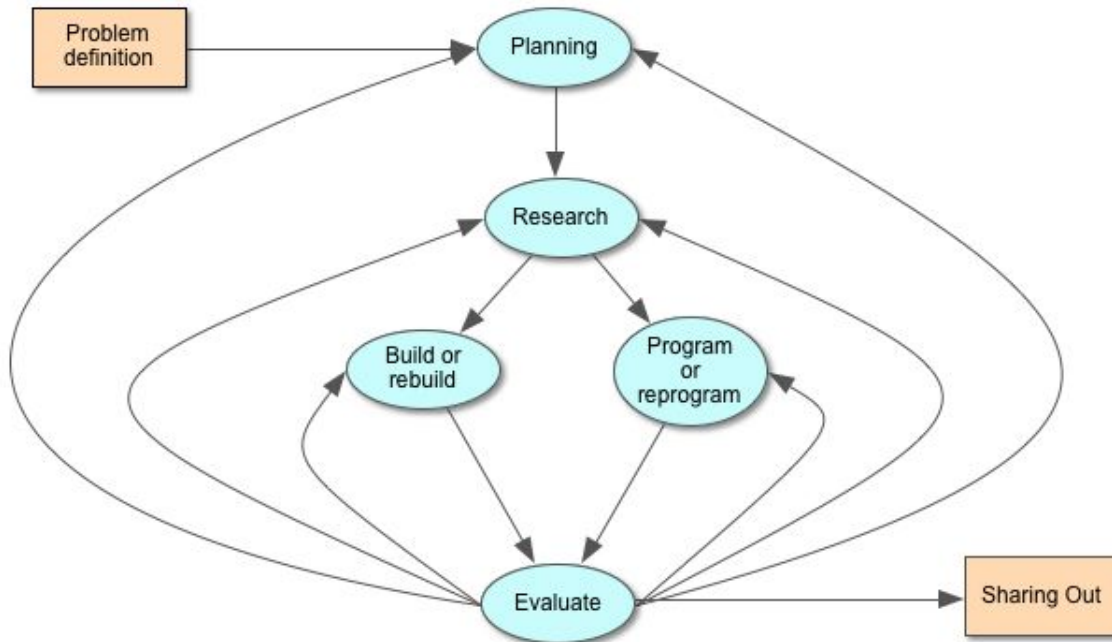 Problem
definition
Planning
Research
Build or
rebuild
Program
or
reprogram
Evaluate
Sharing Out